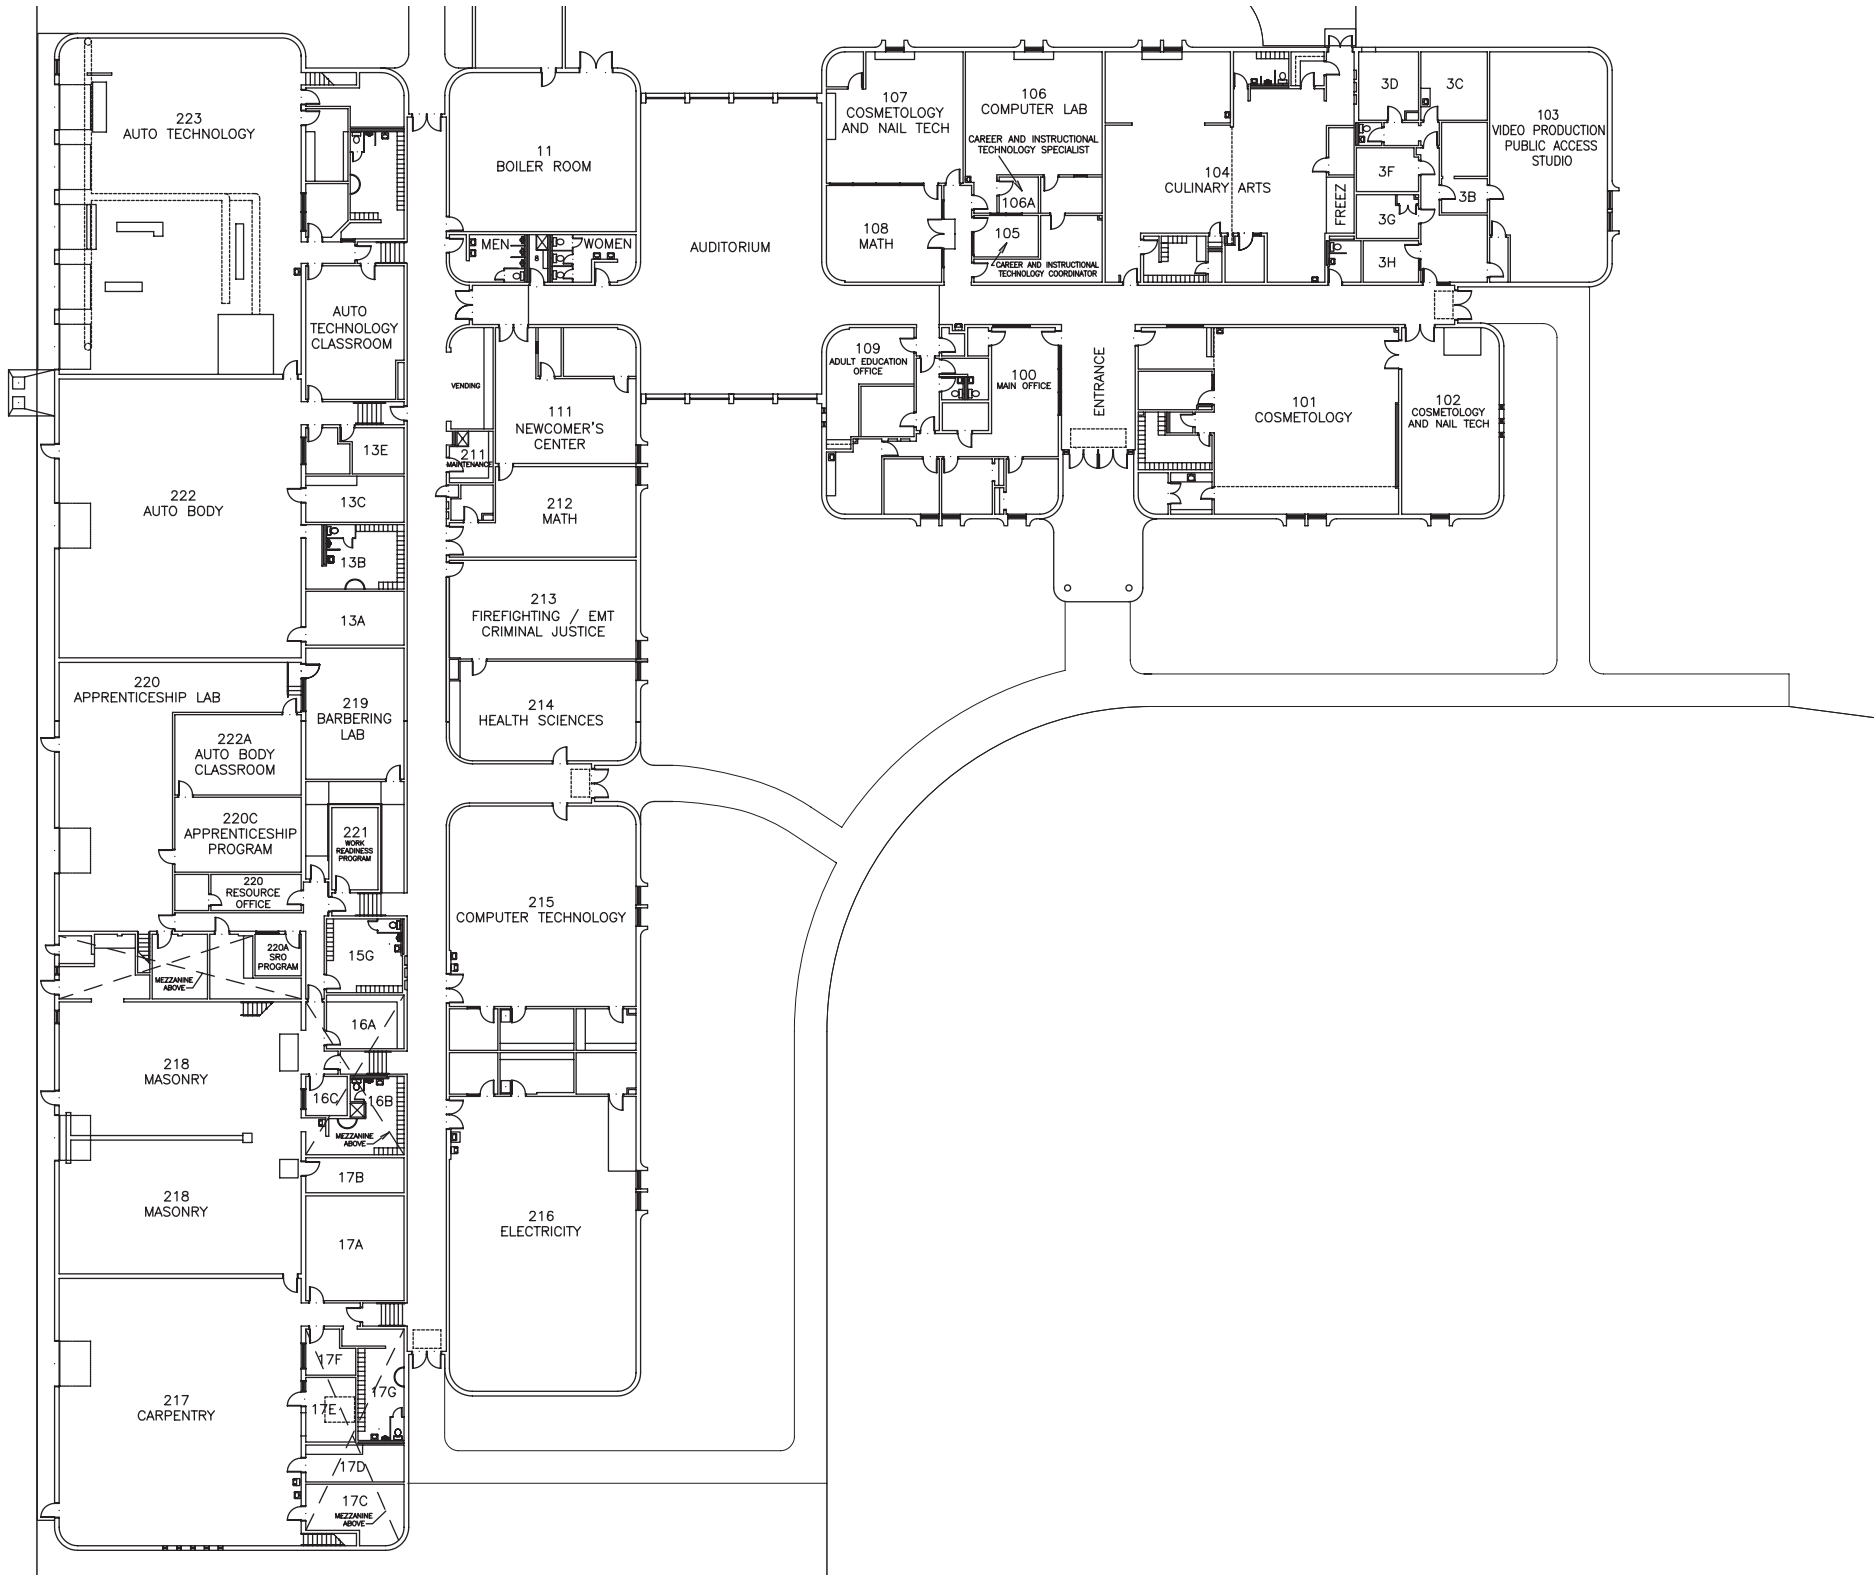 223
AUTO TECHNOLOGY
11
BOILER ROOM
MEN
8
WOMEN
AUDITORIUM
107
COSMETOLOGY
AND NAIL TECH
106
COMPUTER LAB
CAREER AND INSTRUCTIONAL
TECHNOLOGY SPECIALIST
106A
108
MATH
105
CAREER AND INSTRUCTIONAL
TECHNOLOGY COORDINATOR
104
CULINARY ARTS
FREEZ
3D
3C
3F
3B
3G
3H
103
VIDEO PRODUCTION
PUBLIC ACCESS
STUDIO
AUTO
TECHNOLOGY
CLASSROOM
VENDING
111
NEWCOMER'S
CENTER
211
MAINTENANCE
109
ADULT EDUCATION
OFFICE
100
MAIN OFFICE
ENTRANCE
101
COSMETOLOGY
102
COSMETOLOGY
AND NAIL TECH
222
AUTO BODY
13E
13C
13B
13A
212
MATH
213
FIREFIGHTING / EMT
CRIMINAL JUSTICE
220
APPRENTICESHIP LAB
219
BARBERING
LAB
214
HEALTH SCIENCES
222A
AUTO BODY
CLASSROOM
220C
APPRENTICESHIP
PROGRAM
221
WORK
READINESS
PROGRAM
220
RESOURCE
OFFICE
215
COMPUTER TECHNOLOGY
220A
SRO
PROGRAM
MEZZANINE
ABOVE
15G
16A
218
MASONRY
16C
16B
MEZZANINE
ABOVE
17B
218
MASONRY
17A
216
ELECTRICITY
217
CARPENTRY
17F
17G
17E
17D
17C
MEZZANINE
ABOVE